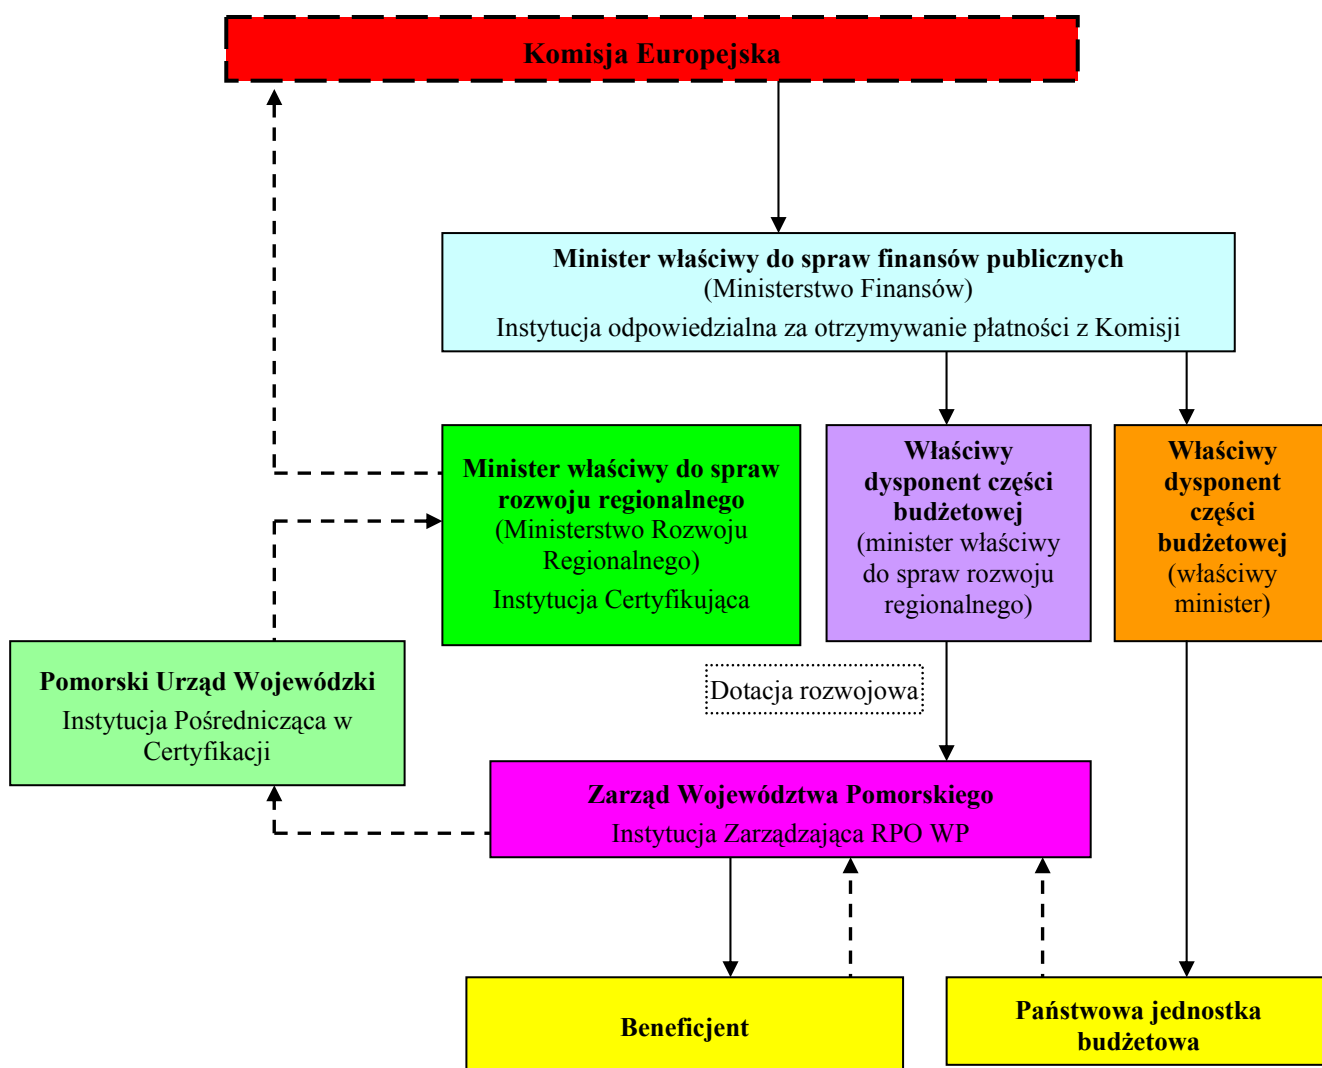 Komisja Europejska
Minister właściwy do spraw finansów publicznych
(Ministerstwo Finansów)
Instytucja odpowiedzialna za otrzymywanie płatności z Komisji
Minister właściwy do spraw
rozwoju regionalnego
(Ministerstwo Rozwoju
Regionalnego)
Instytucja Certyfikująca
Właściwy
dysponent części
budżetowej
(minister właściwy
do spraw rozwoju
regionalnego)
Właściwy
dysponent
części
budżetowej
(właściwy
minister)
Pomorski Urząd Wojewódzki
Instytucja Pośrednicząca w
Certyfikacji
Dotacja rozwojowa
Zarząd Województwa Pomorskiego
Instytucja Zarządzająca RPO WP
Beneficjent
Państwowa jednostka
budżetowa